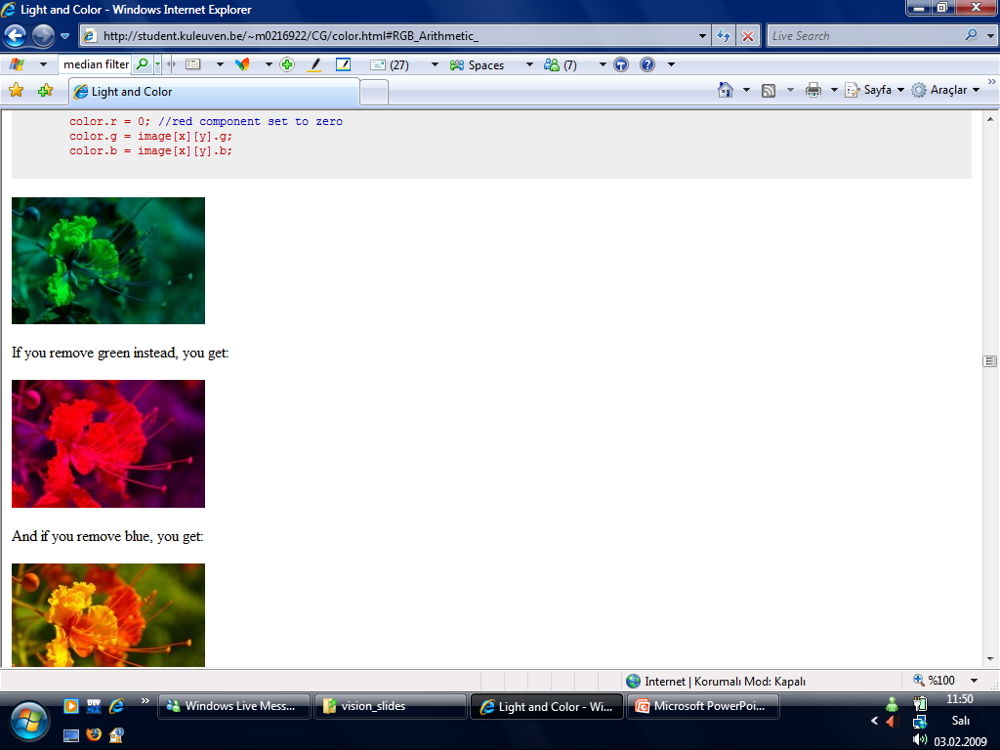 Light and Color - Windows Internet Explorer
http://student.kuleuven.be/~m0216922/CG/color.html#RGB_Arithmetic_
Live Search
median filter
(27)
Spaces
(7)
Light and Color
Sayfa
Araçlar
color.r = 0; //red component set to zero
color.g = image[x][y].g;
color.b = image[x][y].b;
If you remove green instead, you get:
And if you remove blue, you get:
Internet | Korumalı Mod: Kapalı
%100
Windows Live Mess...
vision_slides
Light and Color - Wi...
Microsoft PowerPoi...
11:50
Salı
03.02.2009